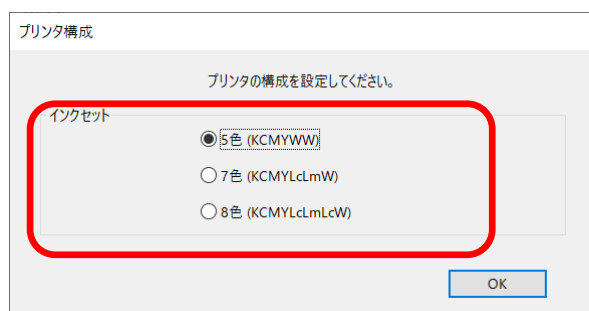 プリンタ構成
プリンタの構成を設定してください。
インクセット
5色 (KCMYWW)
7色 (KCMYLcLmW)
8色 (KCMYLcLmLcW)
OK